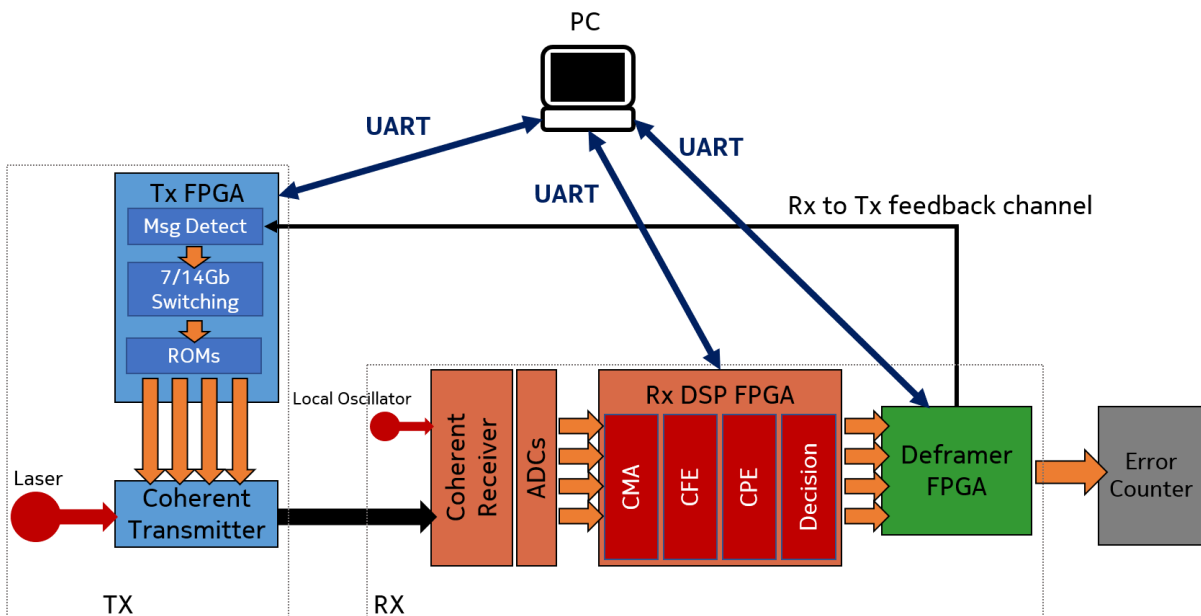 PC
UART
UART
UART
Tx FPGA
Msg Detect
7/14Gb
Switching
ROMs
Rx to Tx feedback channel
Laser
Coherent
Transmitter
TX
Local Oscillator
Coherent
Receiver
ADCs
Rx DSP FPGA
CMA
CFE
CPE
Decision
Deframer
FPGA
Error
Counter
RX